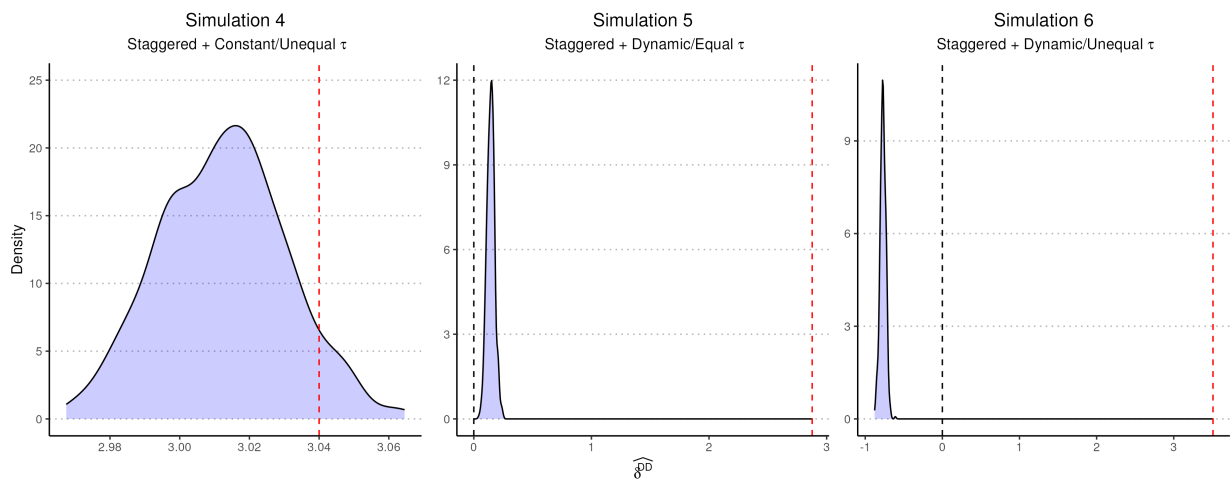 Simulation 4
Staggered + Constant/Unequal τ
Simulation 5
Staggered + Dynamic/Equal τ
Simulation 6
Staggered + Dynamic/Unequal τ
Density
25
20
15
10
5
0
2.98 3.00 3.02 3.04 3.06
12
9
6
3
0
0 1 2 3
9
6
3
0
-1 0 1 2 3
δ̂^DD